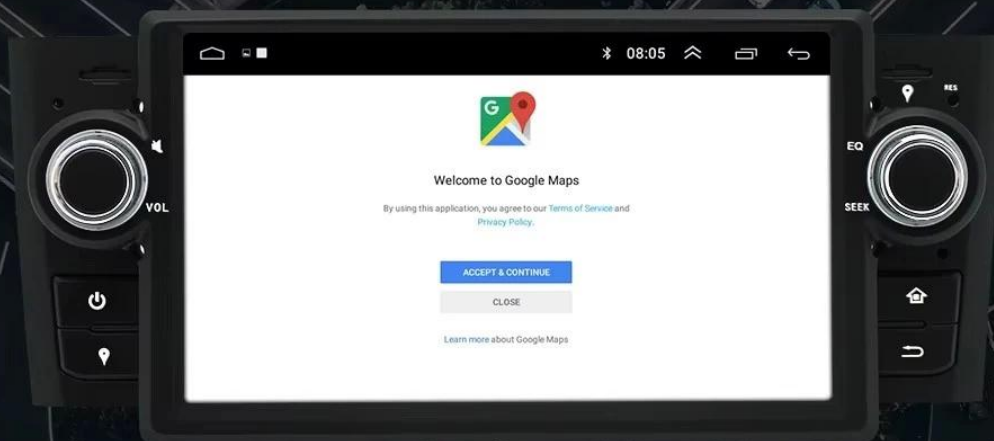 08:05
RES
G
Welcome to Google Maps
EQ
By using this application, you agree to our Terms of Service and
Privacy Policy.
VOL
SEEK
ACCEPT & CONTINUE
CLOSE
Learn more about Google Maps